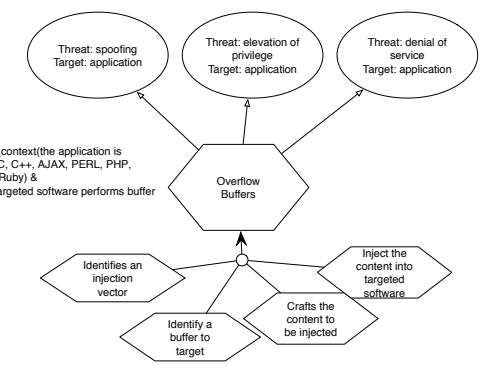 Threat: spoofing
Target: application
Threat: elevation of
privilege
Target: application
Threat: denial of
service
Target: application
context(the application is
C, C++, AJAX, PERL, PHP,
Ruby) &
targeted software performs buffer
Overflow
Buffers
Identifies an
injection
vector
Identify a
buffer to
target
Crafts the
content to
be injected
Inject the
content into
targeted
software